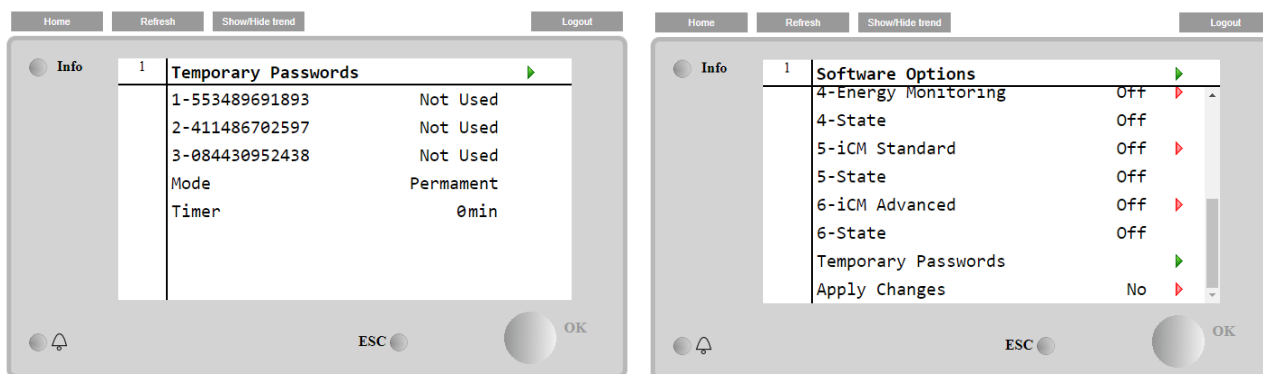 Home Refresh Show/Hide trend Logout
Info
1 Temporary Passwords
1-553489691893 Not Used
2-411486702597 Not Used
3-084430952438 Not Used
Mode Permament
Timer 0min
ESC
OK
Home Refresh Show/Hide trend Logout
Info
1 Software Options
4-Energy Monitoring Off
4-State Off
5-iCM Standard Off
5-State Off
6-iCM Advanced Off
6-State Off
Temporary Passwords
Apply Changes No
ESC
OK